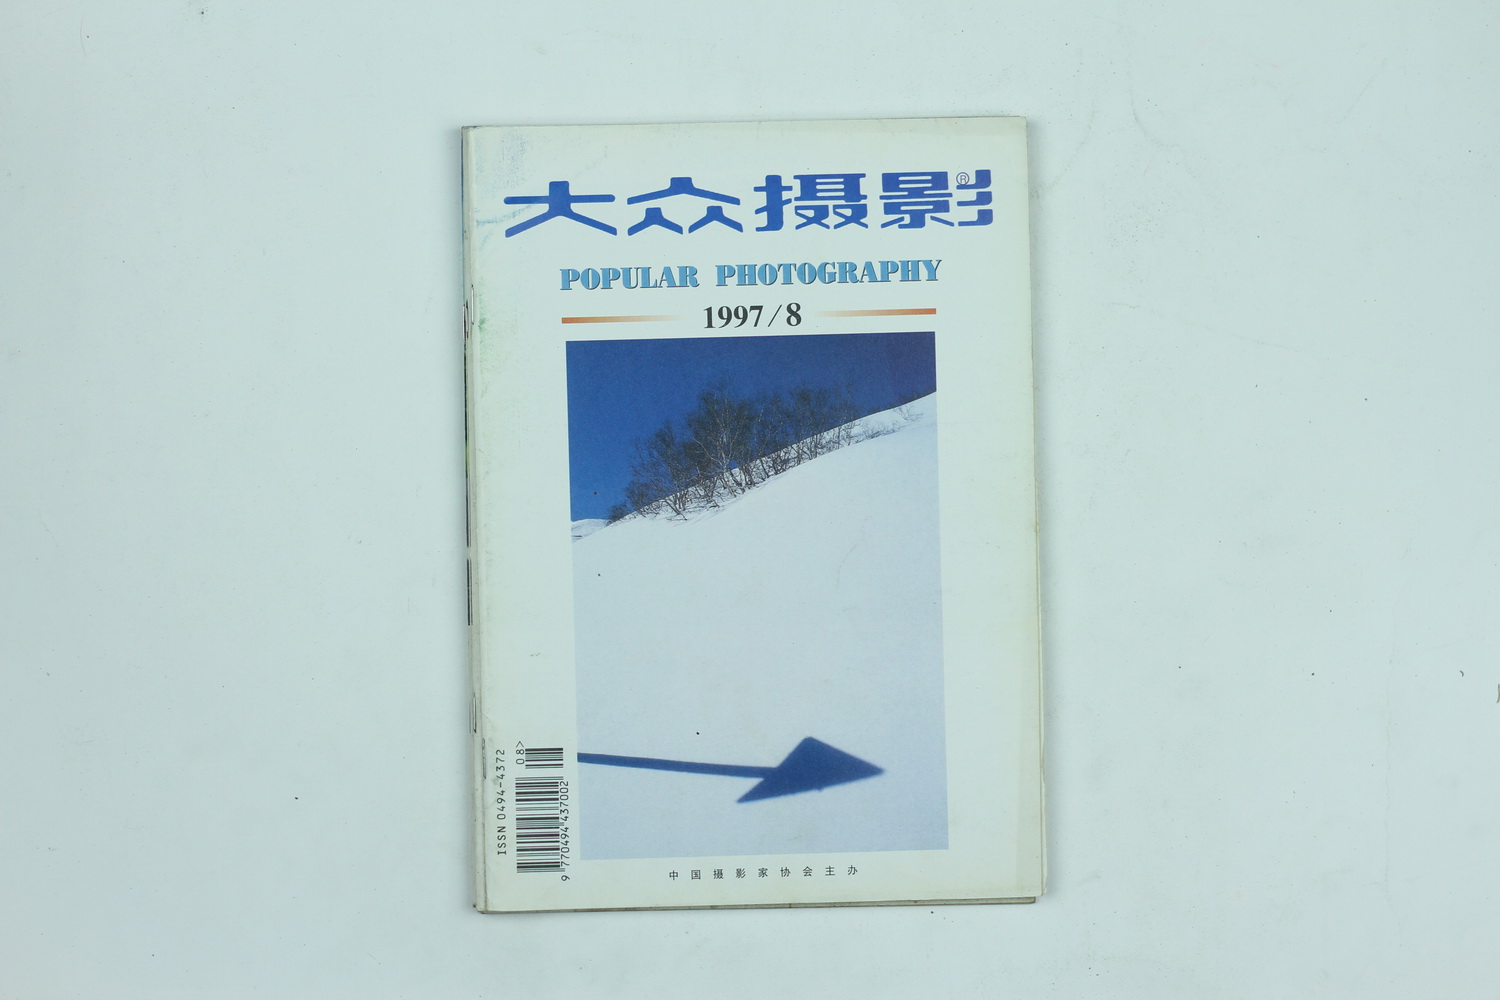 大众摄影®
POPULAR PHOTOGRAPHY
1997/8
ISSN 0494-4372
08>
9 770494 437002
中国摄影家协会主办